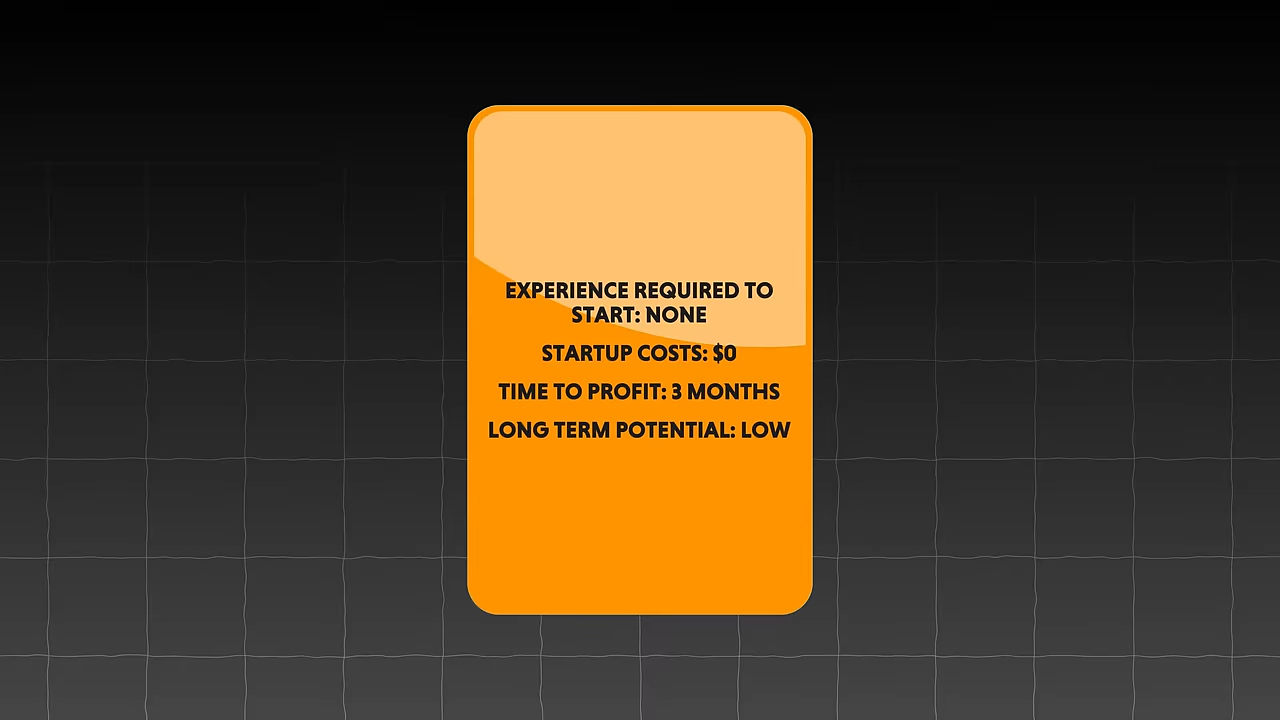 EXPERIENCE REQUIRED TO
START: NONE
STARTUP COSTS: $0
TIME TO PROFIT: 3 MONTHS
LONG TERM POTENTIAL: LOW